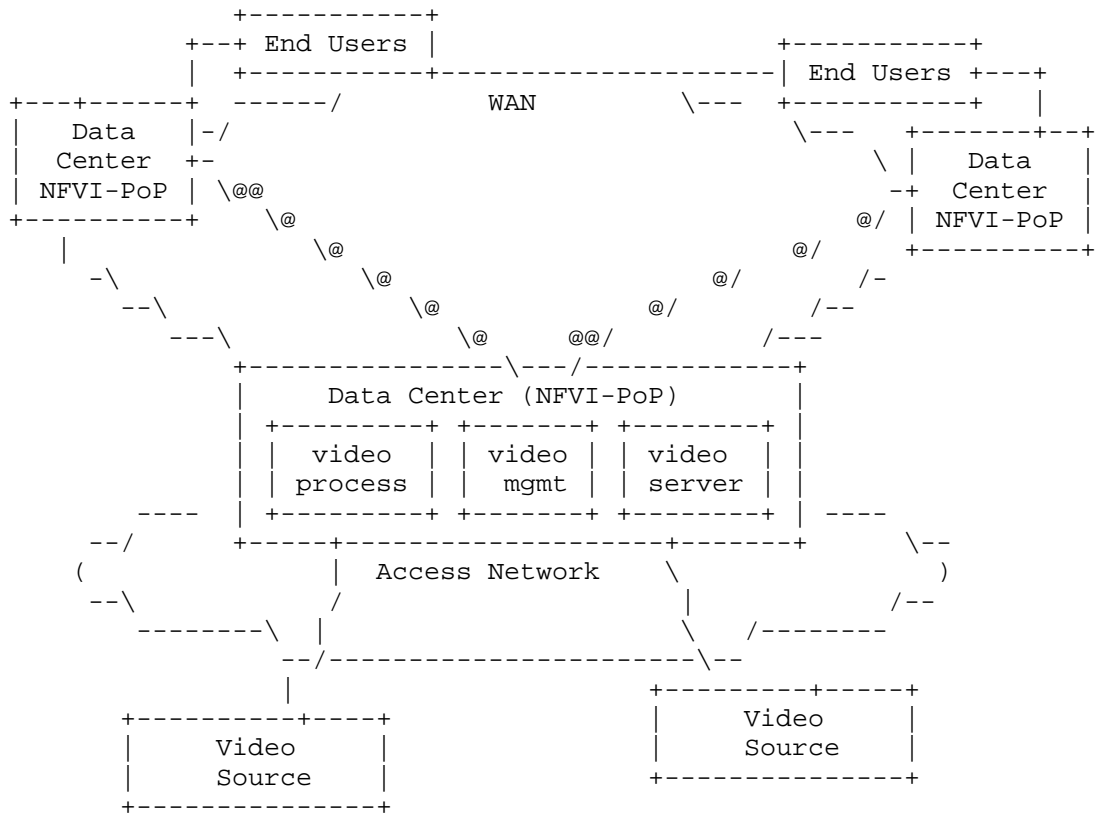 End Users
End Users
WAN
Data
Center
NFVI-PoP
Data
Center
NFVI-PoP
@@
@
@
@
@
@
@
@
@
@
@@
Data Center (NFVI-PoP)
video
process
video
mgmt
video
server
Access Network
Video
Source
Video
Source